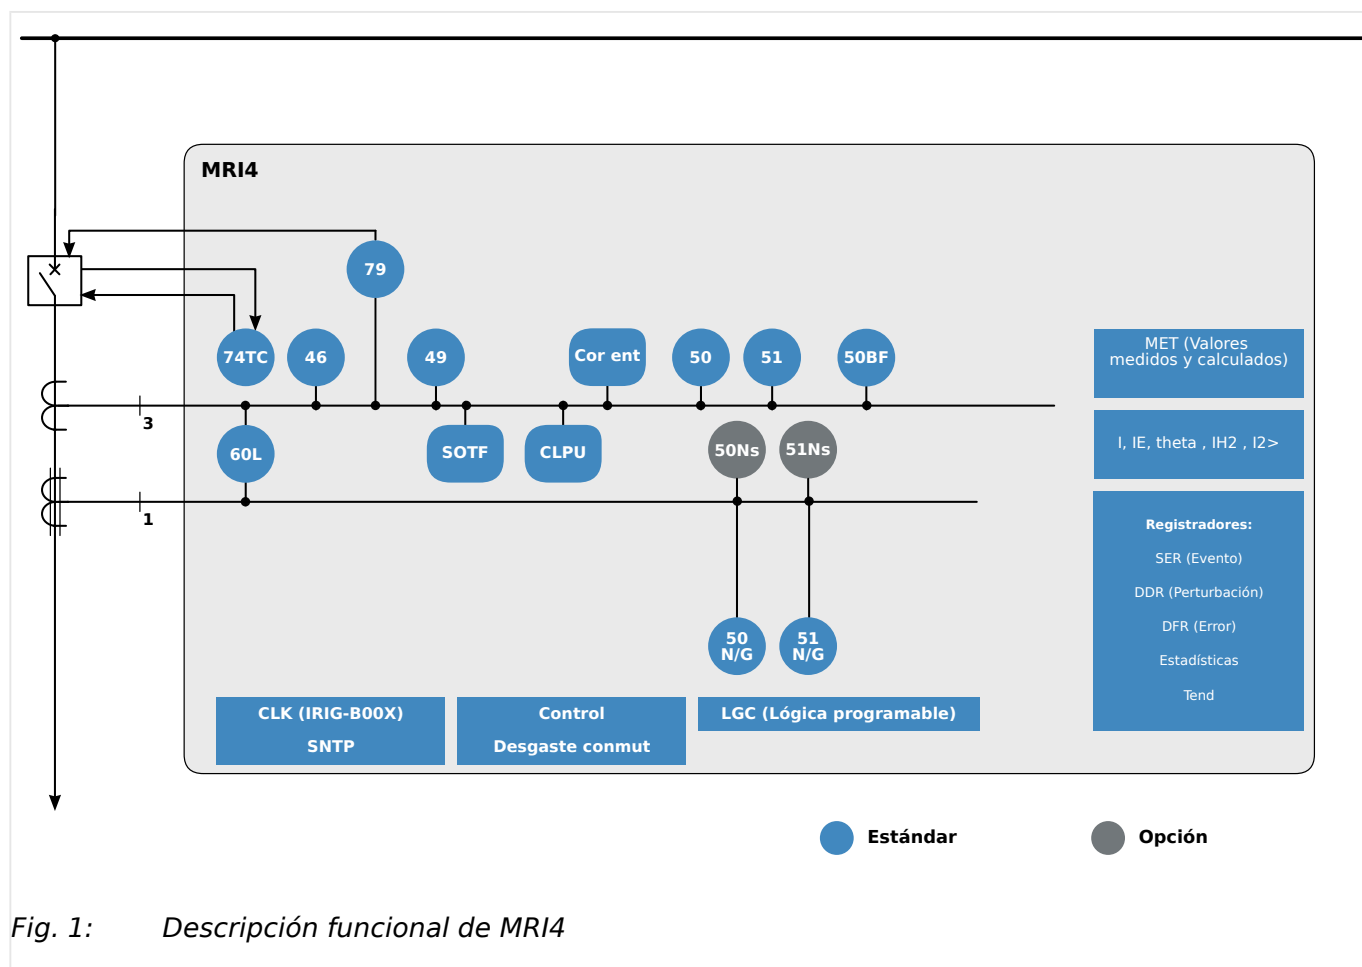 MRI4
79
74TC
46
49
Cor ent
50
51
50BF
MET (Valores
medidos y calculados)
3
60L
SOTF
CLPU
50Ns
51Ns
I, IE, theta , IH2 , I2>
1
Registradores:
SER (Evento)
DDR (Perturbación)
DFR (Error)
Estadísticas
Tend
50
N/G
51
N/G
CLK (IRIG-B00X)
SNTP
Control
Desgaste conmut
LGC (Lógica programable)
Estándar
Opción
Fig. 1: Descripción funcional de MRI4